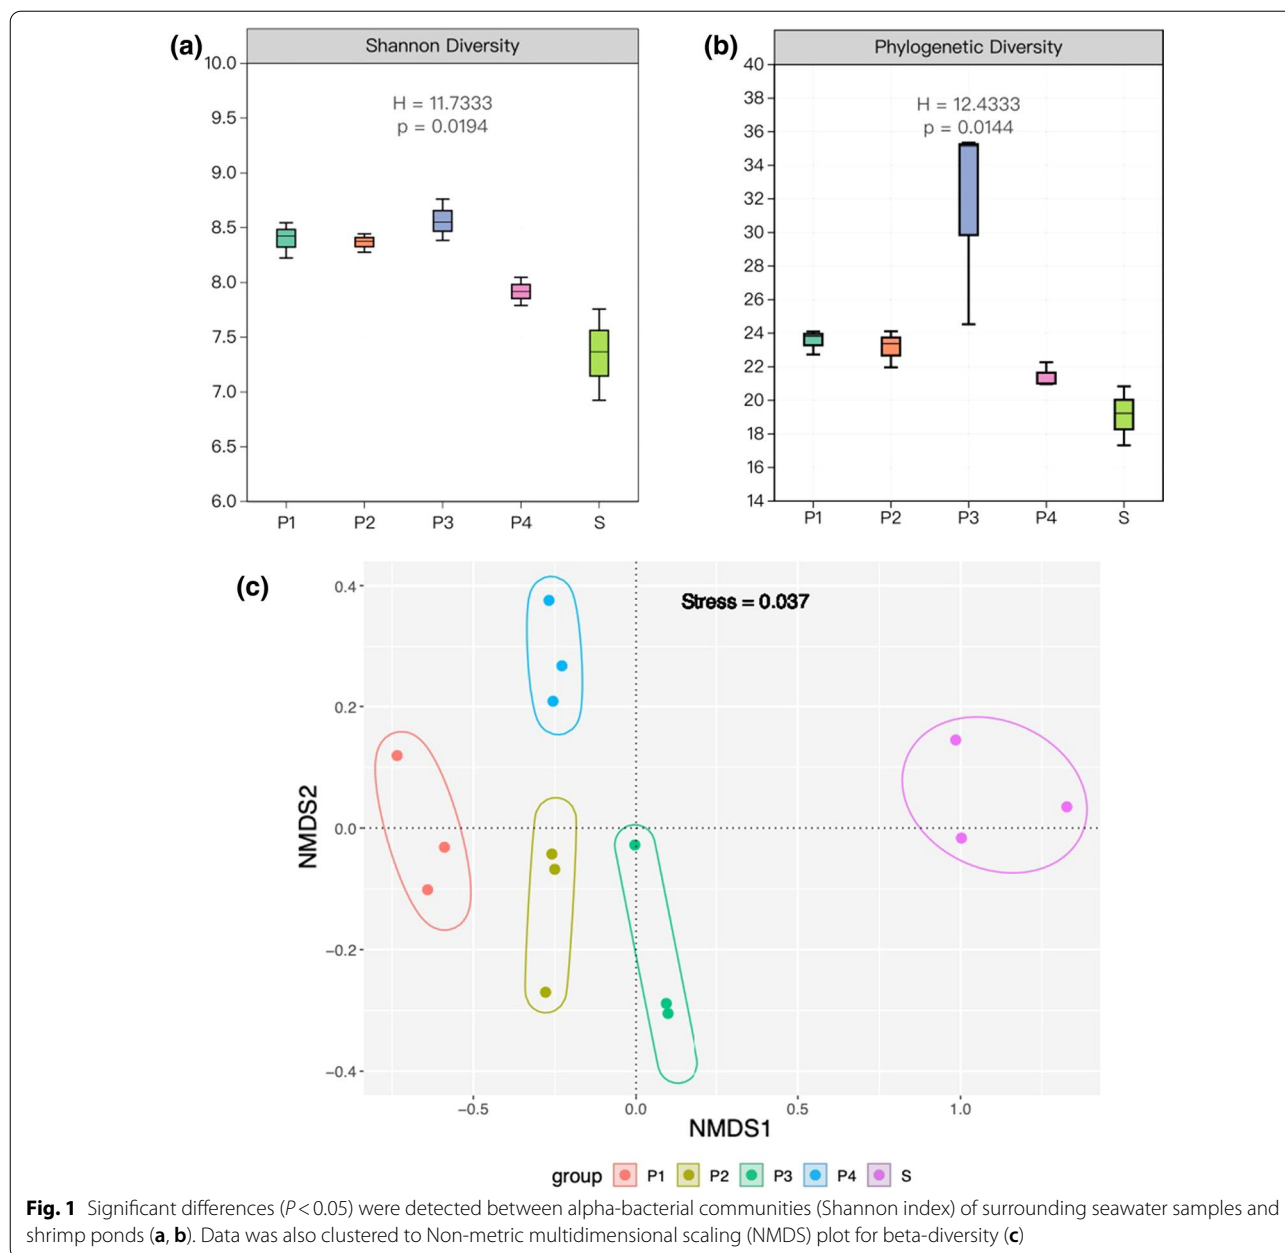 (a)
Shannon Diversity
10.0
9.5
9.0
8.5
8.0
7.5
7.0
6.5
6.0
H = 11.7333
p = 0.0194
P1 P2 P3 P4 S
(b)
Phylogenetic Diversity
40
38
36
34
32
30
28
26
24
22
20
18
16
14
H = 12.4333
p = 0.0144
P1 P2 P3 P4 S
(c)
Stress = 0.037
NMDS2
0.4
0.2
0.0
−0.2
−0.4
−0.5 0.0 0.5 1.0
NMDS1
group P1 P2 P3 P4 S
Fig. 1 Significant differences (P < 0.05) were detected between alpha-bacterial communities (Shannon index) of surrounding seawater samples and
shrimp ponds (a, b). Data was also clustered to Non-metric multidimensional scaling (NMDS) plot for beta-diversity (c)